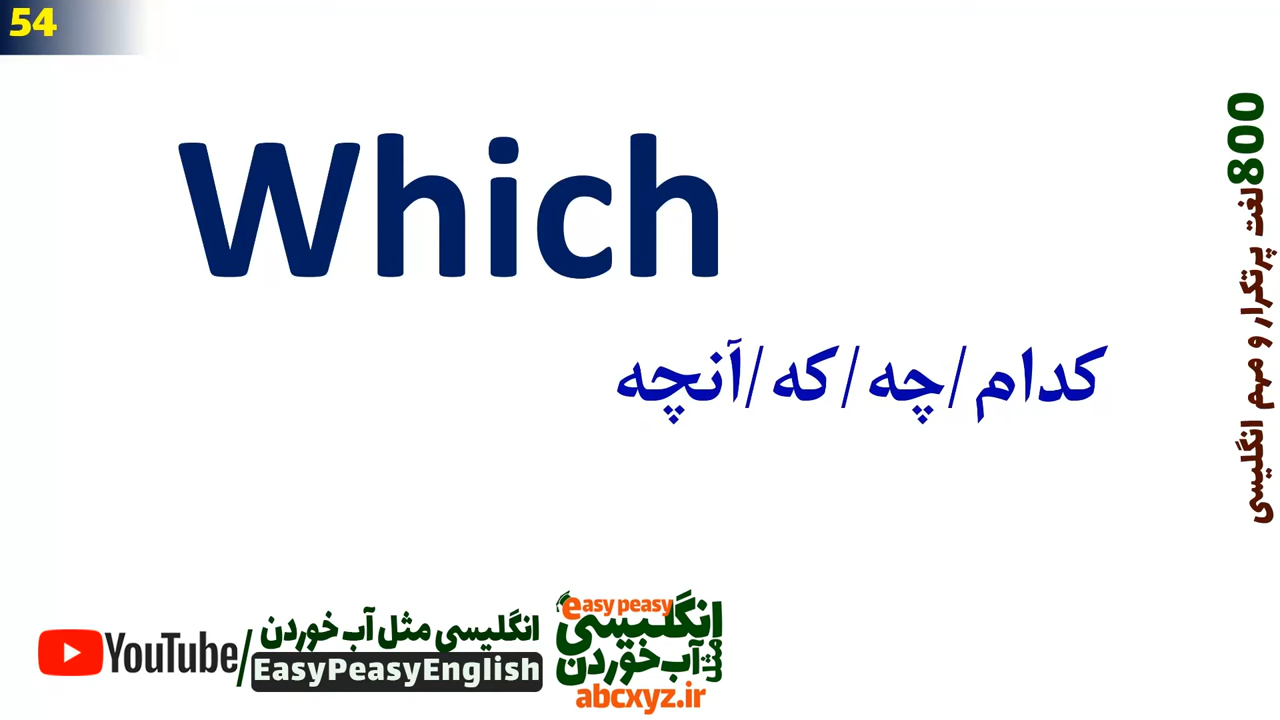 54
Which
کدام/چه/که/آنچه
800 لغت پرتکرار و مهم انگلیسی
YouTube/انگلیسی مثل آب خوردن
EasyPeasyEnglish
easy peasy
انگلیسی
مثل آب خوردن
abcxyz.ir